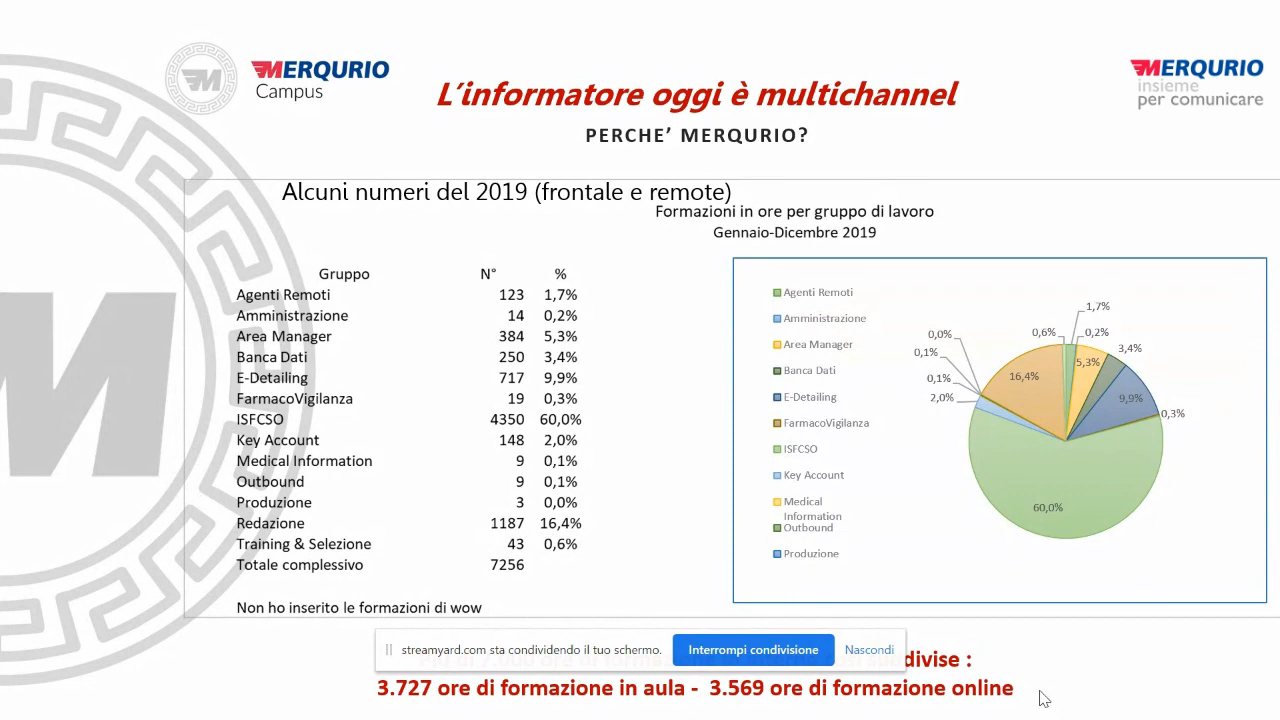 MERQURIO
Campus
L'informatore oggi è multichannel
PERCHE' MERQURIO?
MERQURIO
insieme
per comunicare
Alcuni numeri del 2019 (frontale e remote)
Formazioni in ore per gruppo di lavoro
Gennaio-Dicembre 2019
Gruppo N° %
Agenti Remoti 123 1,7%
Amministrazione 14 0,2%
Area Manager 384 5,3%
Banca Dati 250 3,4%
E-Detailing 717 9,9%
FarmacoVigilanza 19 0,3%
ISFCSO 4350 60,0%
Key Account 148 2,0%
Medical Information 9 0,1%
Outbound 9 0,1%
Produzione 3 0,0%
Redazione 1187 16,4%
Training & Selezione 43 0,6%
Totale complessivo 7256
Non ho inserito le formazioni di wow
Agenti Remoti
Amministrazione
Area Manager
Banca Dati
E-Detailing
FarmacoVigilanza
ISFCSO
Key Account
Medical
Information
Outbound
Produzione
1,7%
0,6%
0,2%
0,0%
3,4%
0,1%
5,3%
16,4%
0,1%
9,9%
2,0%
0,3%
60,0%
streamyard.com sta condividendo il tuo schermo. Interrompi condivisione Nascondi
divise :
3.727 ore di formazione in aula - 3.569 ore di formazione online